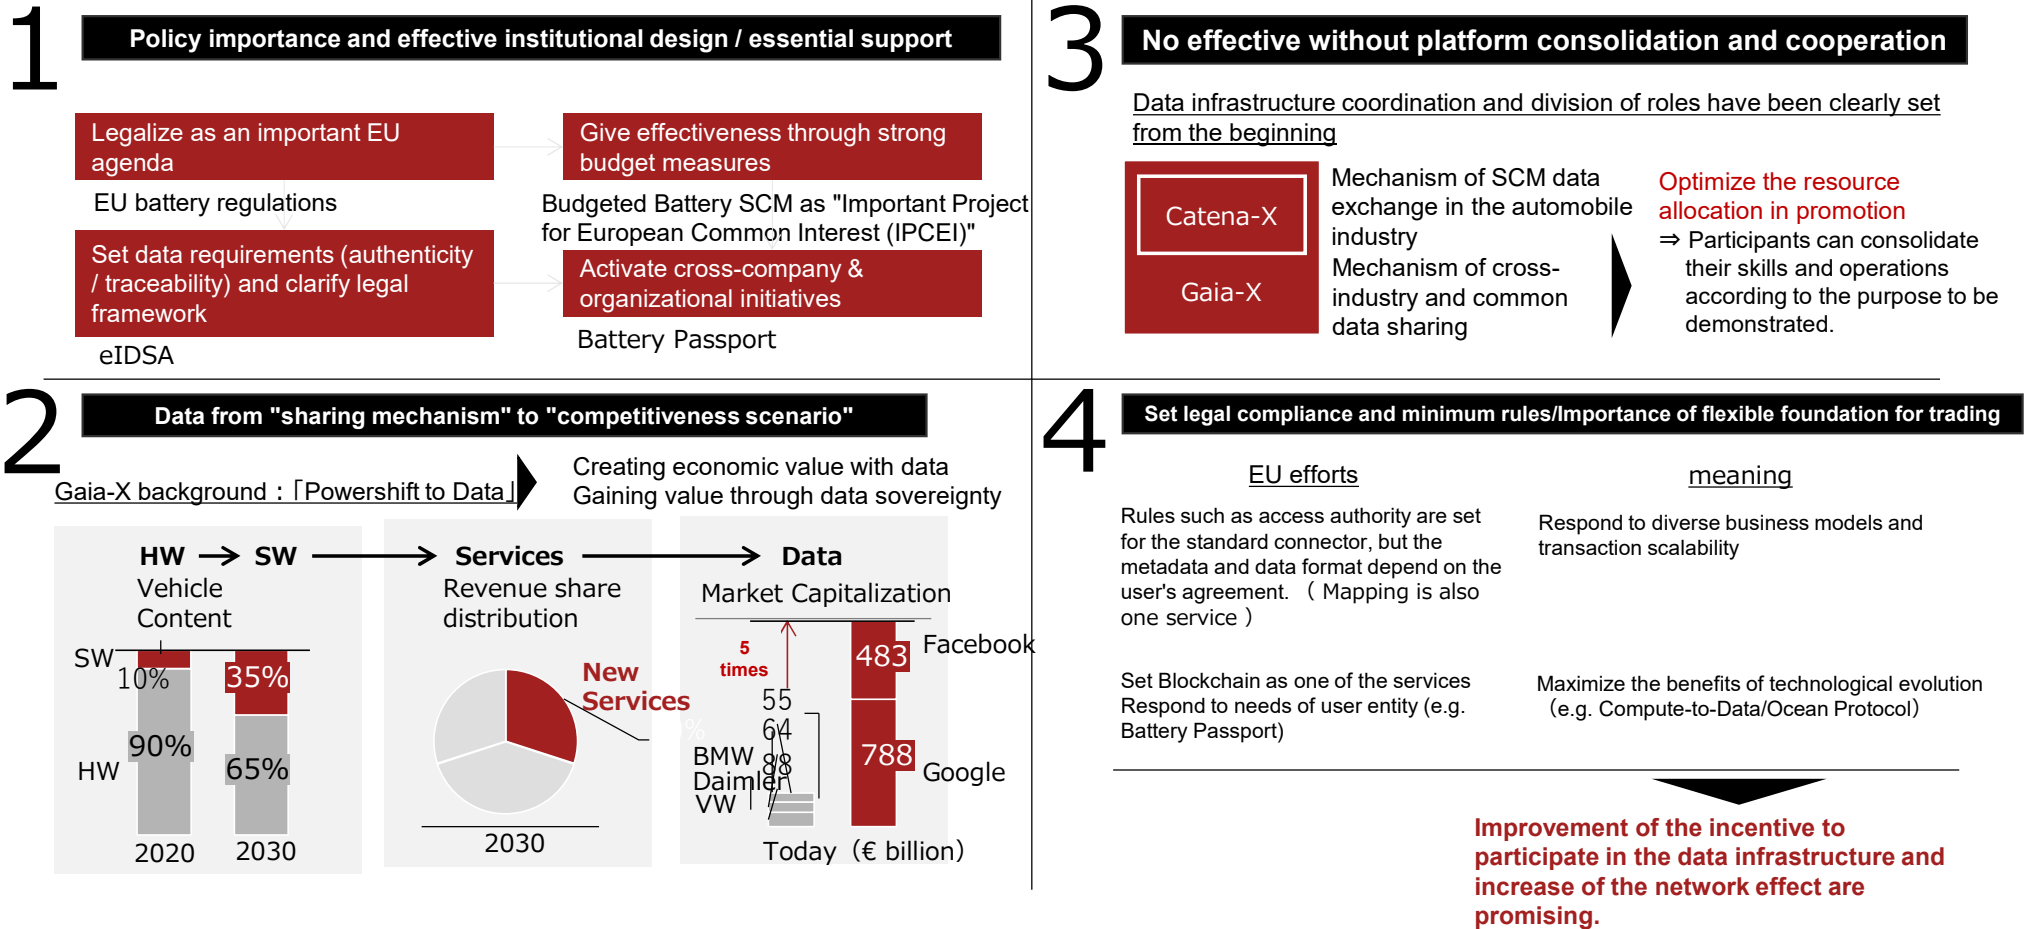 1
Policy importance and effective institutional design / essential support
Legalize as an important EU
agenda
EU battery regulations
Give effectiveness through strong
budget measures
Budgeted Battery SCM as "Important Project
for European Common Interest (IPCEI)"
Set data requirements (authenticity
/ traceability) and clarify legal
framework
eIDSA
Activate cross-company &
organizational initiatives
Battery Passport
2
Data from "sharing mechanism" to "competitiveness scenario"
Gaia-X background：「Powershift to Data」
Creating economic value with data
Gaining value through data sovereignty
HW SW Services Data
Vehicle
Content
SW
10%
35%
HW
90%
65%
2020
2030
Revenue share
distribution
New
Services
2030
Market Capitalization
5
times
55
64
88
BMW
Daimler
VW
483
Facebook
788
Google
Today（€ billion）
3
No effective without platform consolidation and cooperation
Data infrastructure coordination and division of roles have been clearly set
from the beginning
Catena-X
Gaia-X
Mechanism of SCM data
exchange in the automobile
industry
Mechanism of cross-
industry and common
data sharing
Optimize the resource
allocation in promotion
⇒ Participants can consolidate
their skills and operations
according to the purpose to be
demonstrated.
4
Set legal compliance and minimum rules/Importance of flexible foundation for trading
EU efforts
meaning
Rules such as access authority are set
for the standard connector, but the
metadata and data format depend on the
user's agreement. （ Mapping is also
one service ）
Respond to diverse business models and
transaction scalability
Set Blockchain as one of the services
Respond to needs of user entity (e.g.
Battery Passport)
Maximize the benefits of technological evolution
（e.g. Compute-to-Data/Ocean Protocol）
Improvement of the incentive to
participate in the data infrastructure and
increase of the network effect are
promising.